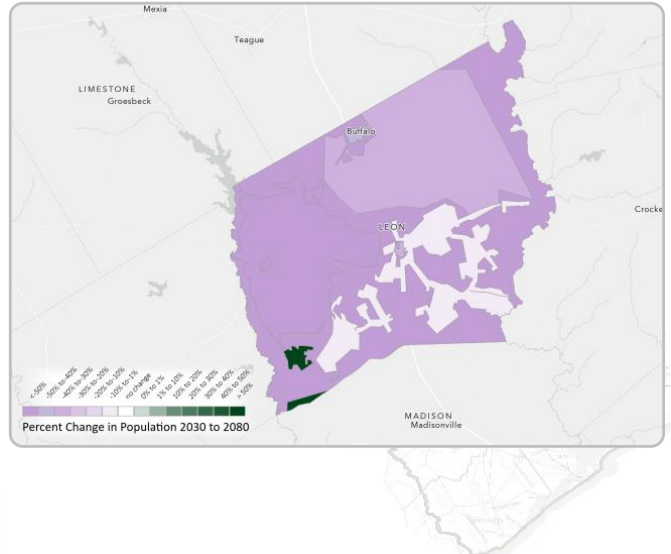 Mexia
Teague
LIMESTONE
Groesbeck
Buffalo
Crocke
LEON
<-50%
-50% to -40%
-40% to -30%
-30% to -20%
-20% to -10%
-10% to -1%
no change
0% to 1%
1% to 10%
10% to 20%
20% to 30%
30% to 40%
40% to 50%
> 50%
MADISON
Madisonville
Percent Change in Population 2030 to 2080